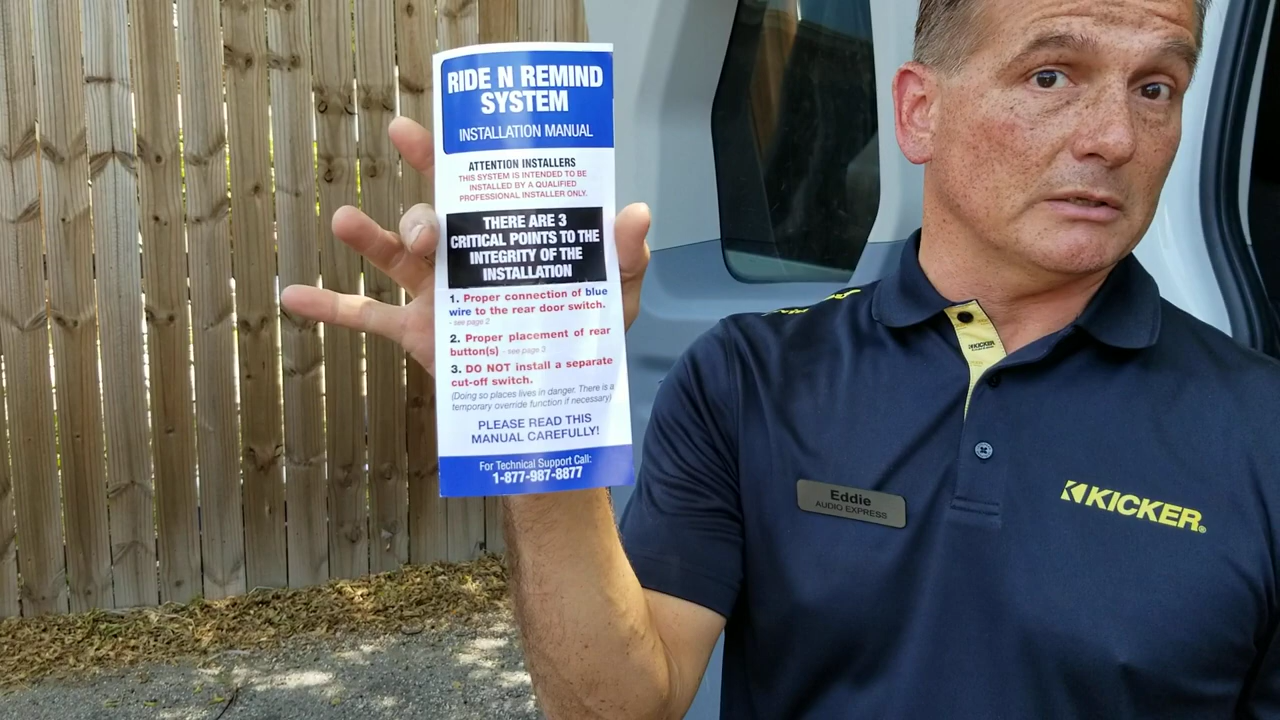 RIDE N REMIND
SYSTEM
INSTALLATION MANUAL
ATTENTION INSTALLERS
THIS SYSTEM IS INTENDED TO BE
INSTALLED BY A QUALIFIED
PROFESSIONAL INSTALLER ONLY.
THERE ARE 3
CRITICAL POINTS TO THE
INTEGRITY OF THE
INSTALLATION
1. Proper connection of blue
wire to the rear door switch.
- see page 2
2. Proper placement of rear
button(s) - see page 3
3. DO NOT install a separate
cut-off switch.
(Doing so places lives in danger. There is a
temporary override function if necessary)
PLEASE READ THIS
MANUAL CAREFULLY!
For Technical Support Call:
1-877-987-8877
KICKER
Eddie
AUDIO EXPRESS
KICKER®